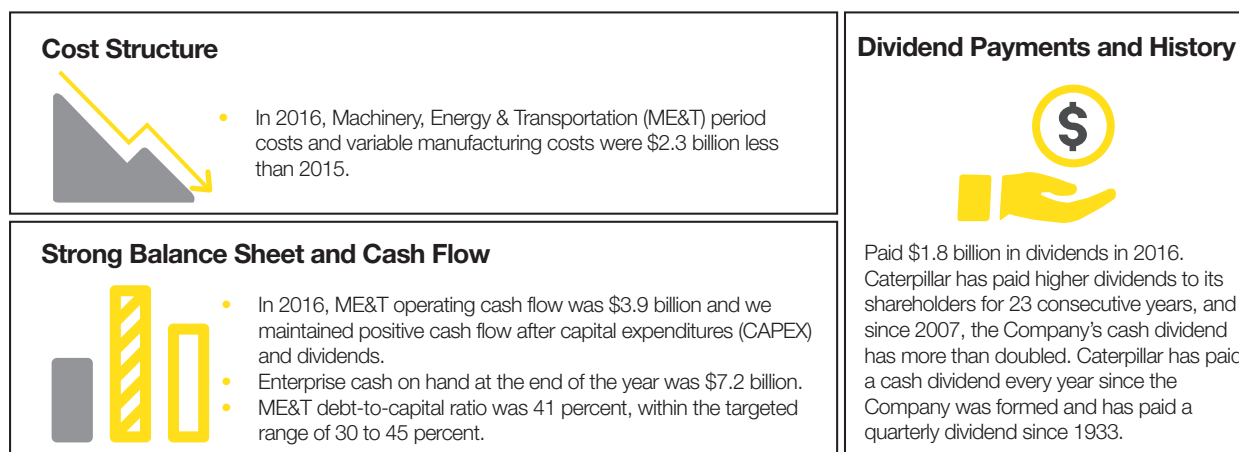 Cost Structure
• In 2016, Machinery, Energy & Transportation (ME&T) period
costs and variable manufacturing costs were $2.3 billion less
than 2015.
Strong Balance Sheet and Cash Flow
• In 2016, ME&T operating cash flow was $3.9 billion and we
maintained positive cash flow after capital expenditures (CAPEX)
and dividends.
• Enterprise cash on hand at the end of the year was $7.2 billion.
• ME&T debt-to-capital ratio was 41 percent, within the targeted
range of 30 to 45 percent.
Dividend Payments and History
$
Paid $1.8 billion in dividends in 2016.
Caterpillar has paid higher dividends to its
shareholders for 23 consecutive years, and
since 2007, the Company’s cash dividend
has more than doubled. Caterpillar has paid
a cash dividend every year since the
Company was formed and has paid a
quarterly dividend since 1933.